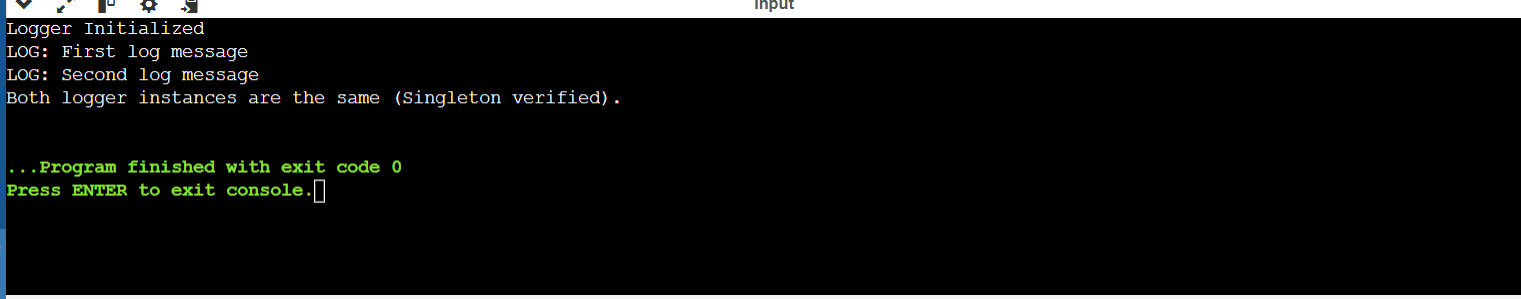 input
Logger Initialized
LOG: First log message
LOG: Second log message
Both logger instances are the same (Singleton verified).
...Program finished with exit code 0
Press ENTER to exit console.